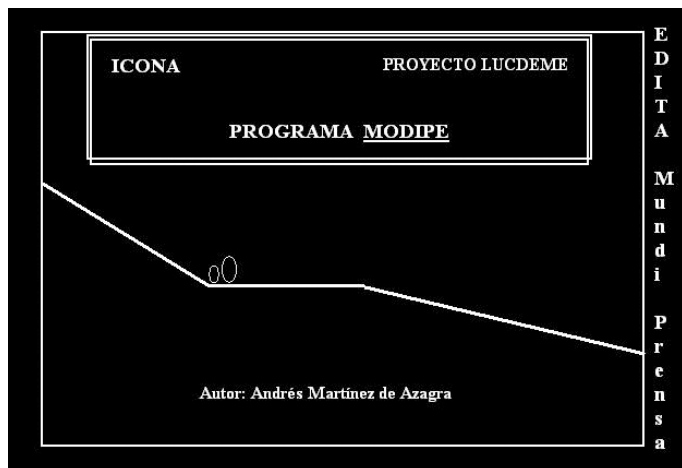 ICONA
PROYECTO LUCDEME
PROGRAMA MODIPE
Autor: Andrés Martínez de Azagra
EDITA Mundi Prensa